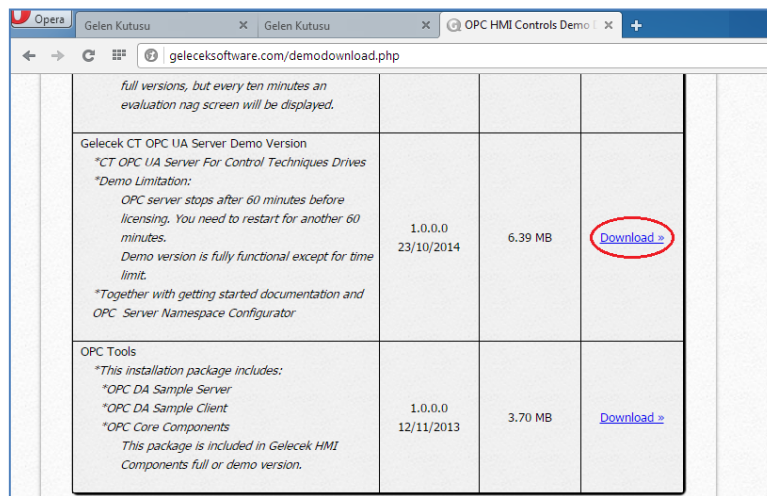 Opera
Gelen Kutusu
Gelen Kutusu
OPC HMI Controls Demo
geleceksoftware.com/demodownload.php
full versions, but every ten minutes an
evaluation nag screen will be displayed.
Gelecek CT OPC UA Server Demo Version
*CT OPC UA Server For Control Techniques Drives
*Demo Limitation:
OPC server stops after 60 minutes before
licensing. You need to restart for another 60
minutes.
Demo version is fully functional except for time
limit.
*Together with getting started documentation and
OPC Server Namespace Configurator
1.0.0.0
23/10/2014
6.39 MB
Download »
OPC Tools
*This installation package includes:
*OPC DA Sample Server
*OPC DA Sample Client
*OPC Core Components
This package is included in Gelecek HMI
Components full or demo version.
1.0.0.0
12/11/2013
3.70 MB
Download »